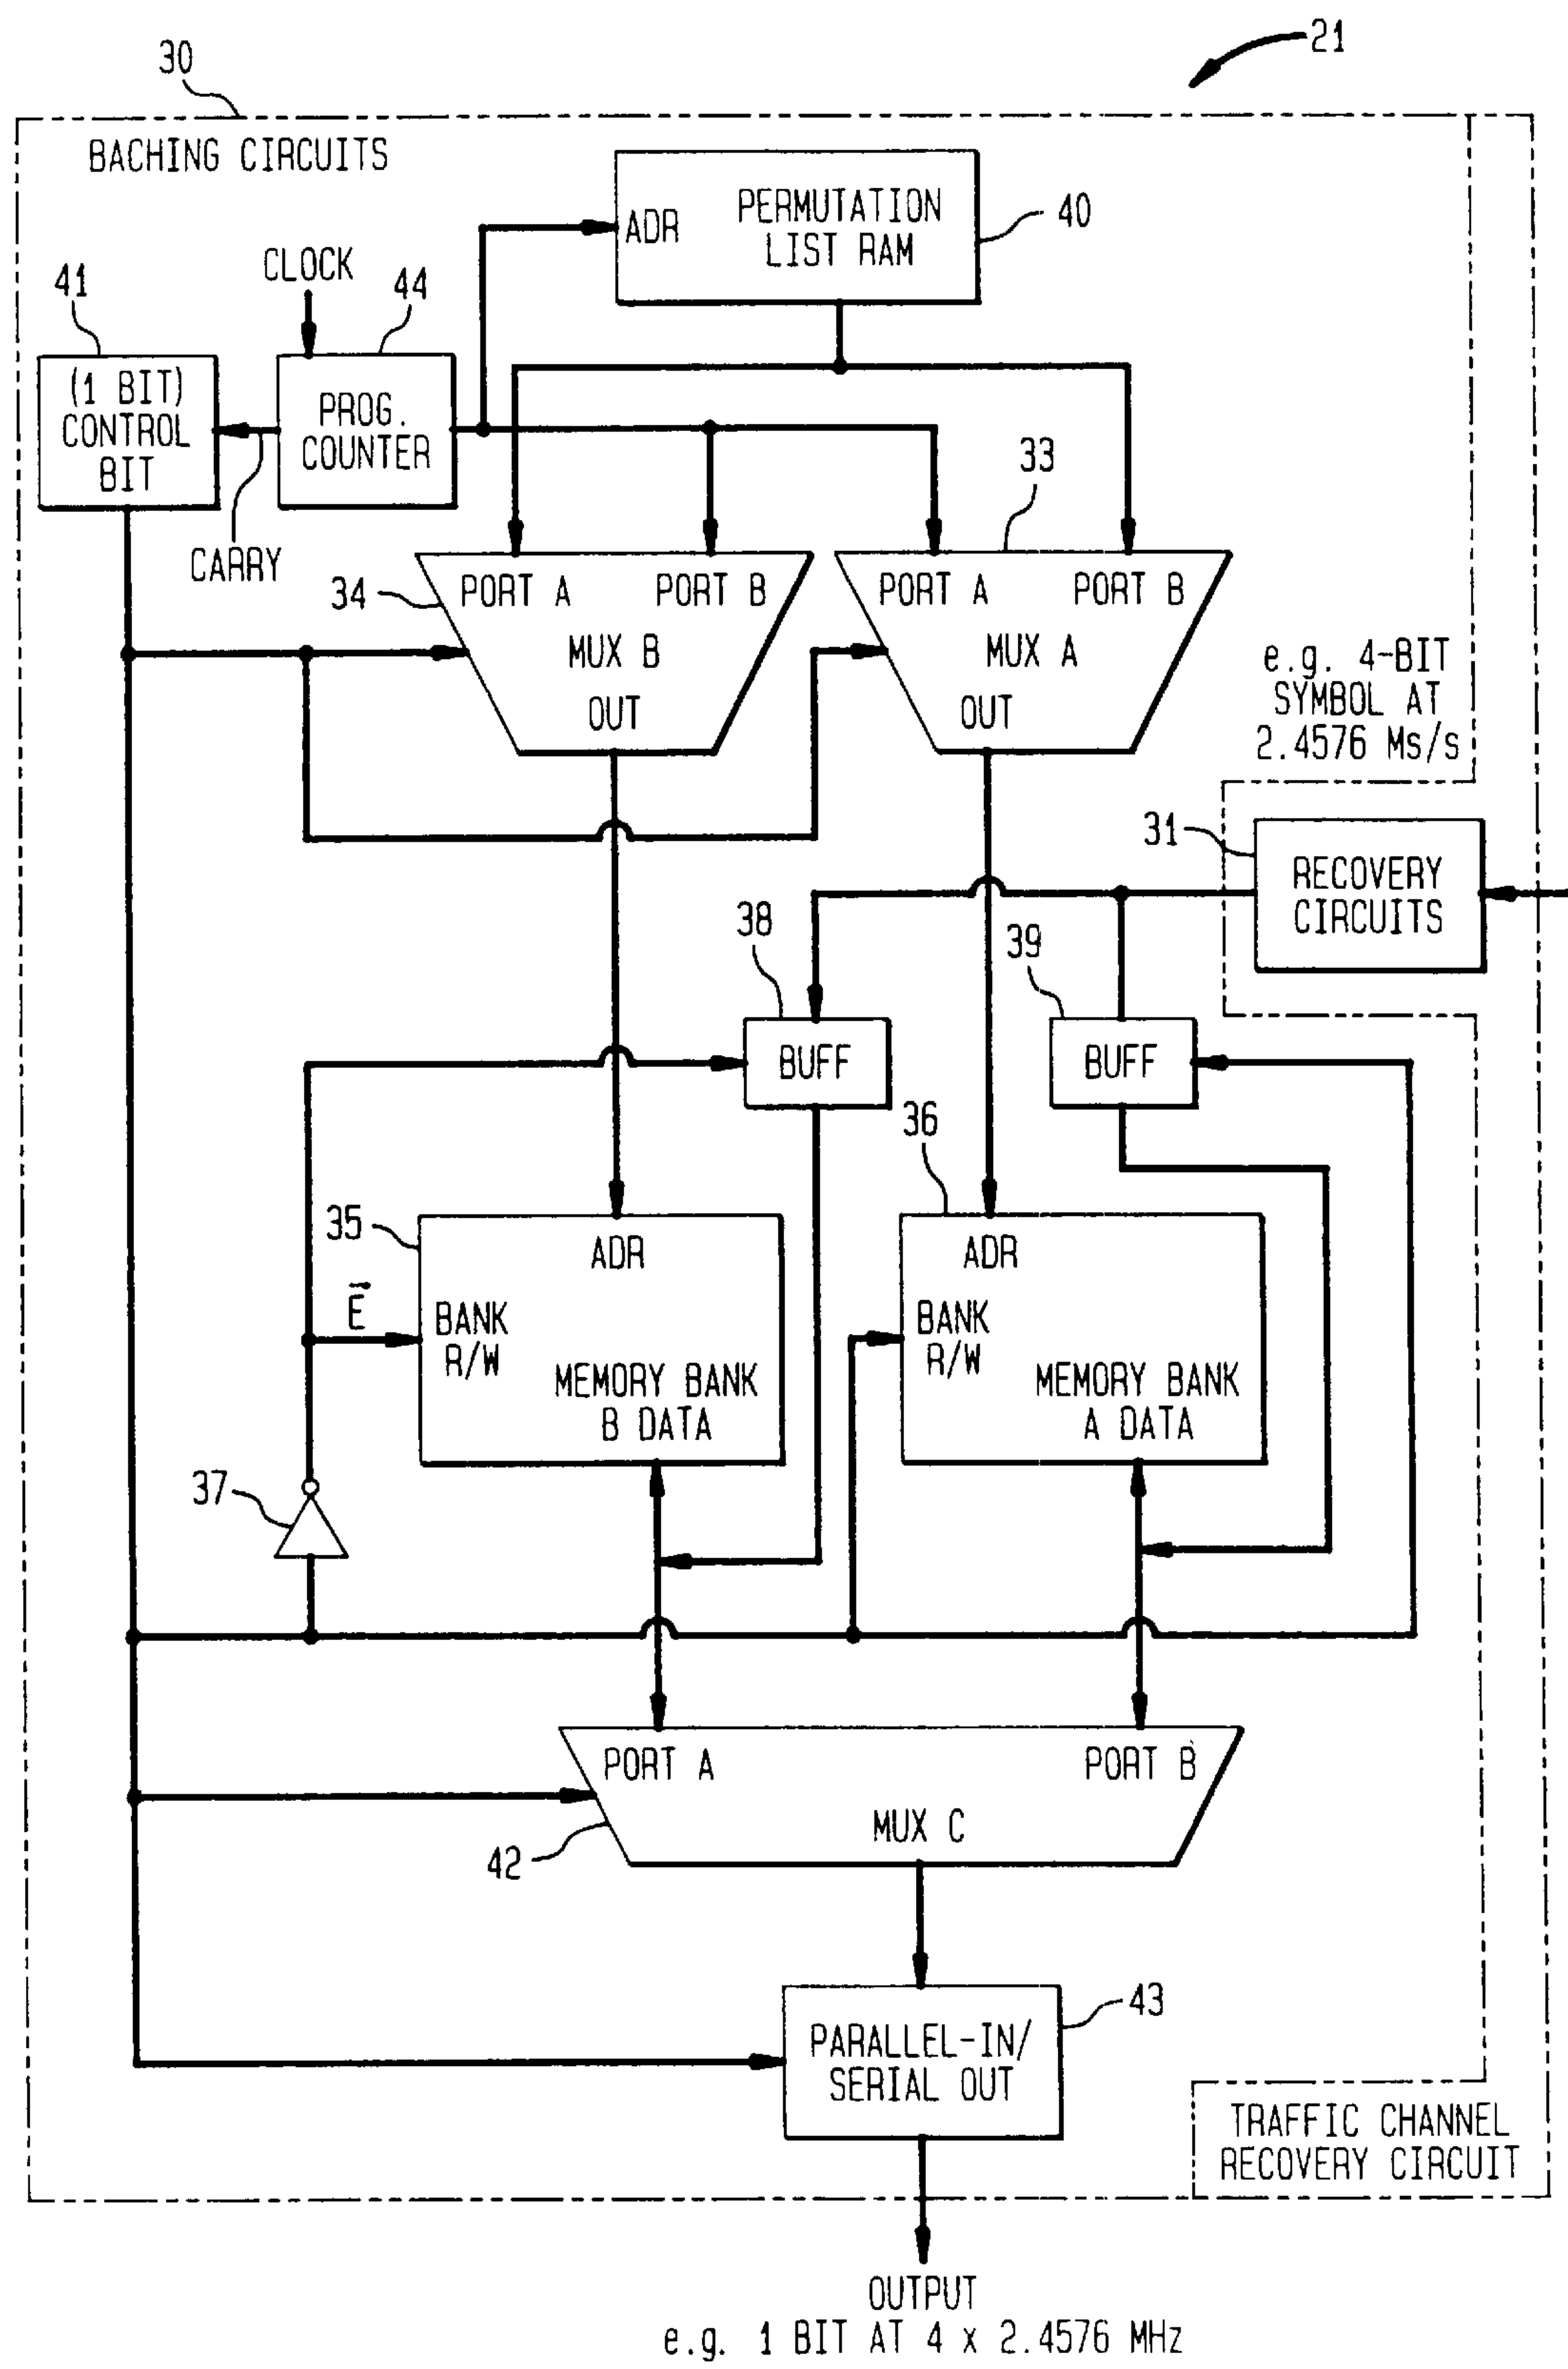 21
30
BACHING CIRCUITS
ADR
PERMUTATION
LIST RAM
40
CLOCK
41
44
(1 BIT)
CONTROL
BIT
PROG.
COUNTER
CARRY
33
34
PORT A
PORT B
MUX B
OUT
PORT A
PORT B
MUX A
OUT
e.g. 4-BIT
SYMBOL AT
2.4576 Ms/s
31
RECOVERY
CIRCUITS
38
39
BUFF
BUFF
36
35
ADR
E⃗
BANK
R/W
MEMORY BANK
B DATA
ADR
BANK
R/W
MEMORY BANK
A DATA
37
PORT A
PORT B
MUX C
42
43
PARALLEL-IN/
SERIAL OUT
TRAFFIC CHANNEL
RECOVERY CIRCUIT
OUTPUT
e.g. 1 BIT AT 4 x 2.4576 MHz